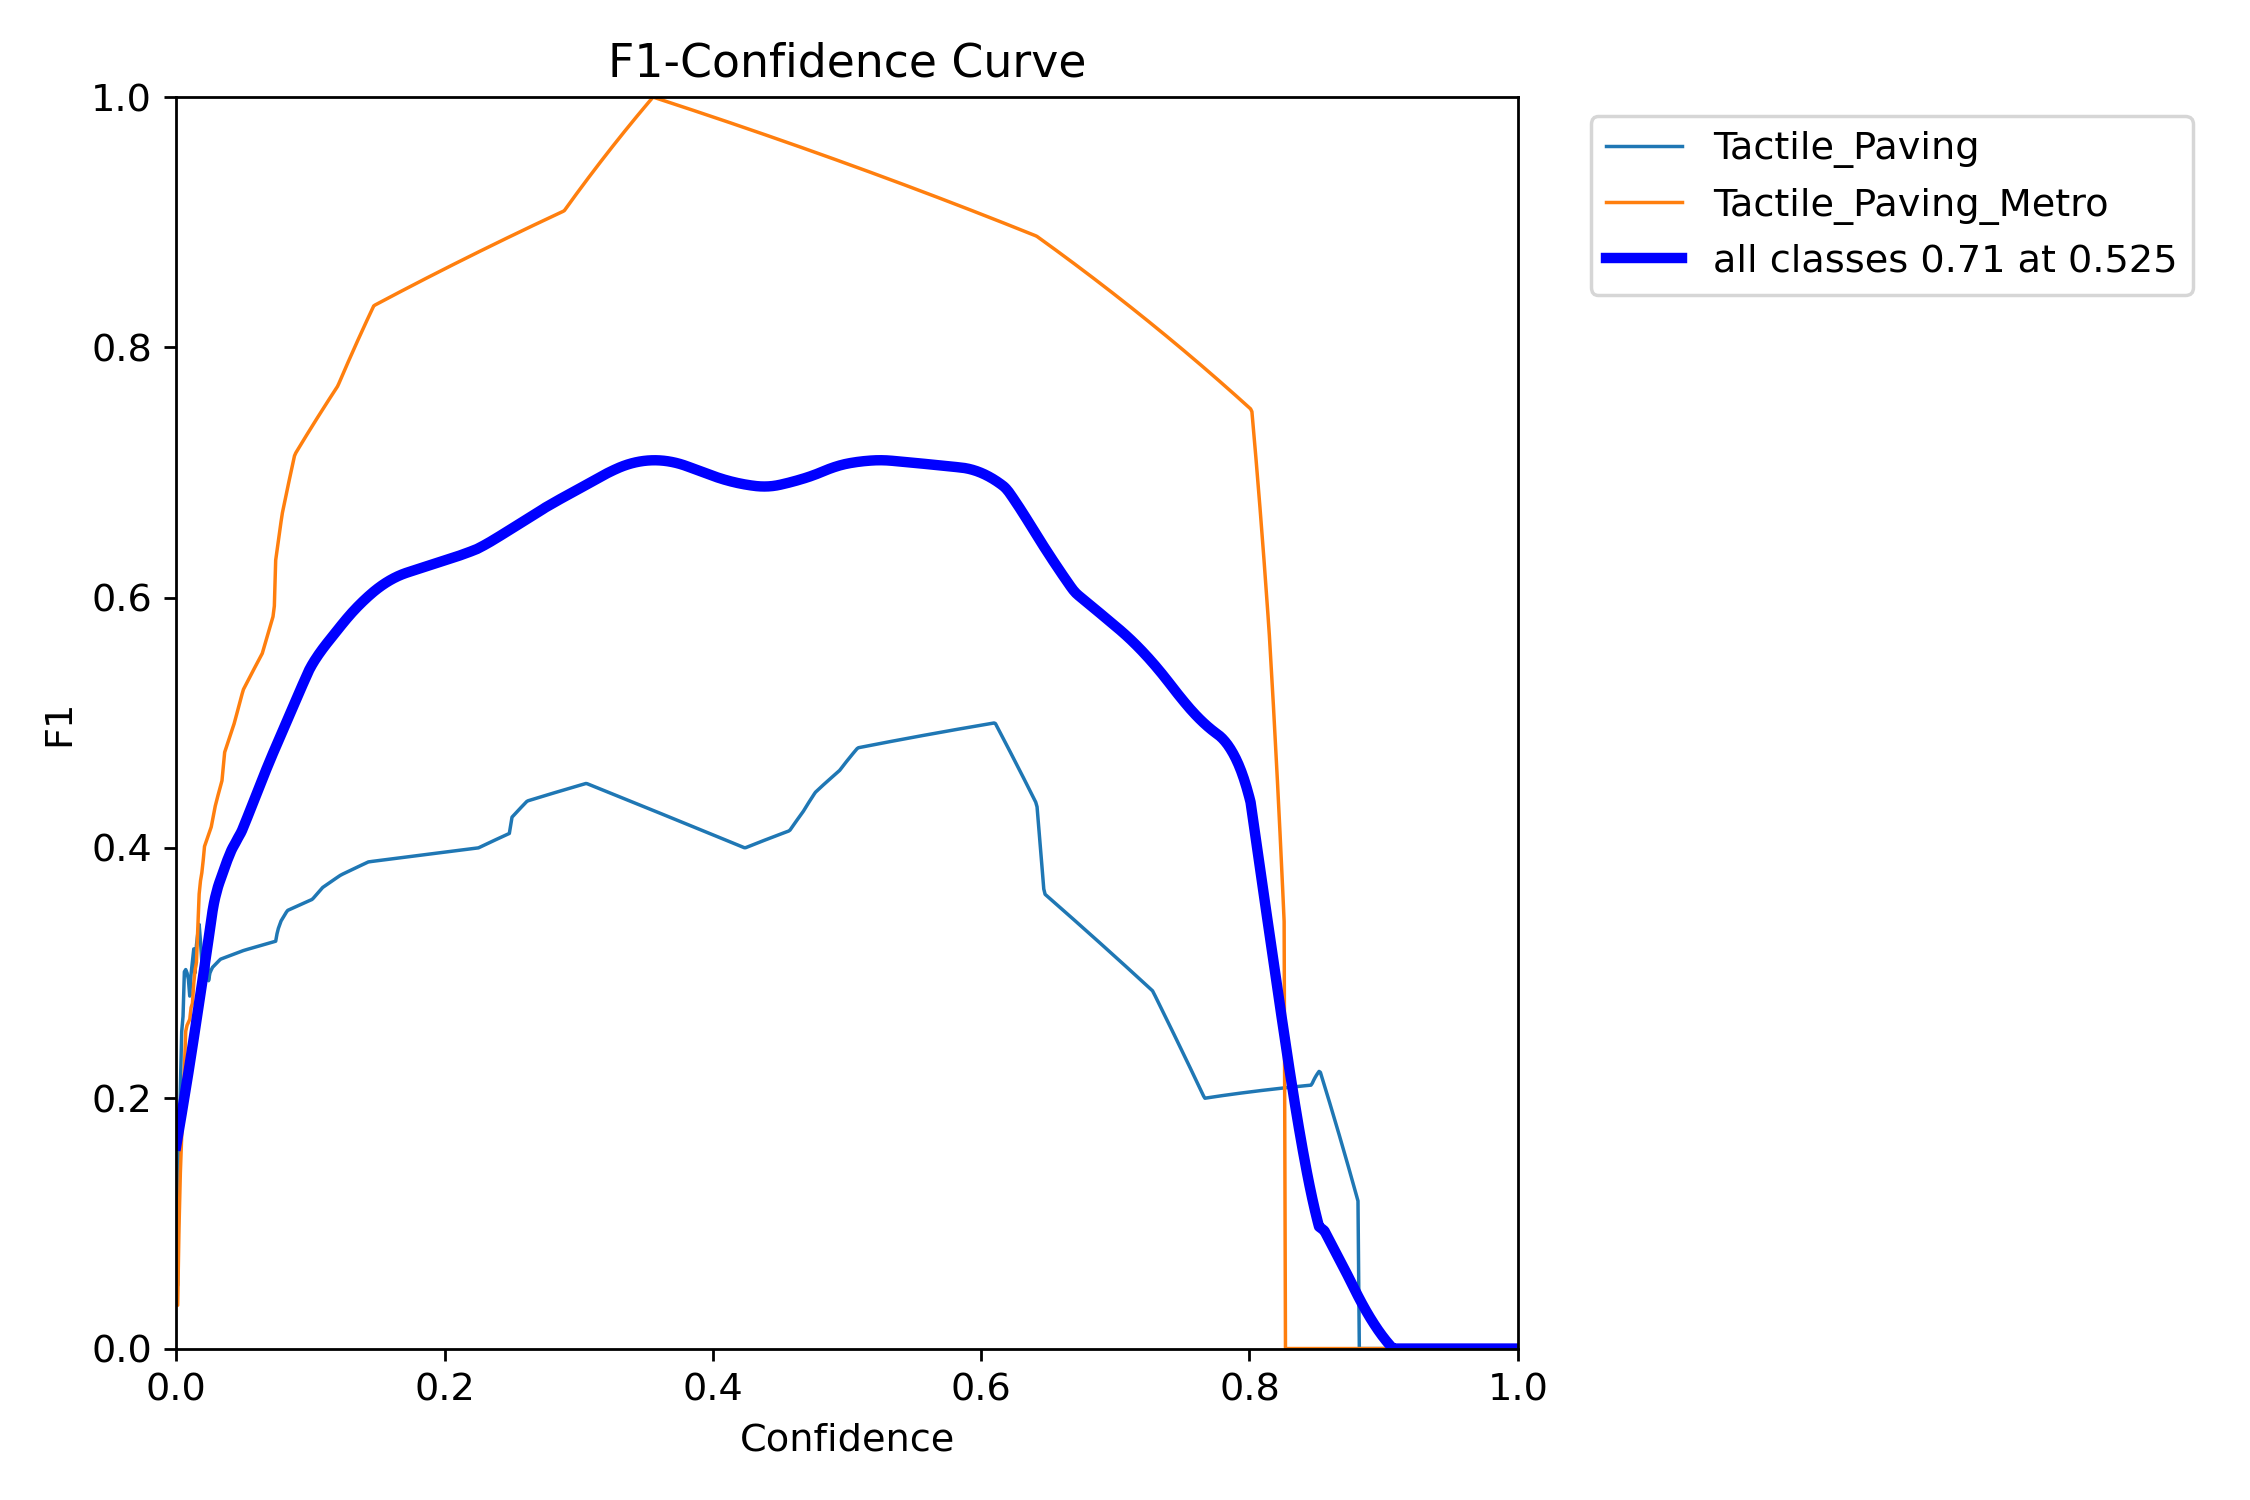 F1-Confidence Curve
1.0
0.8
0.6
0.4
0.2
0.0
F1
0.0 0.2 0.4 0.6 0.8 1.0
Confidence
Tactile_Paving
Tactile_Paving_Metro
all classes 0.71 at 0.525